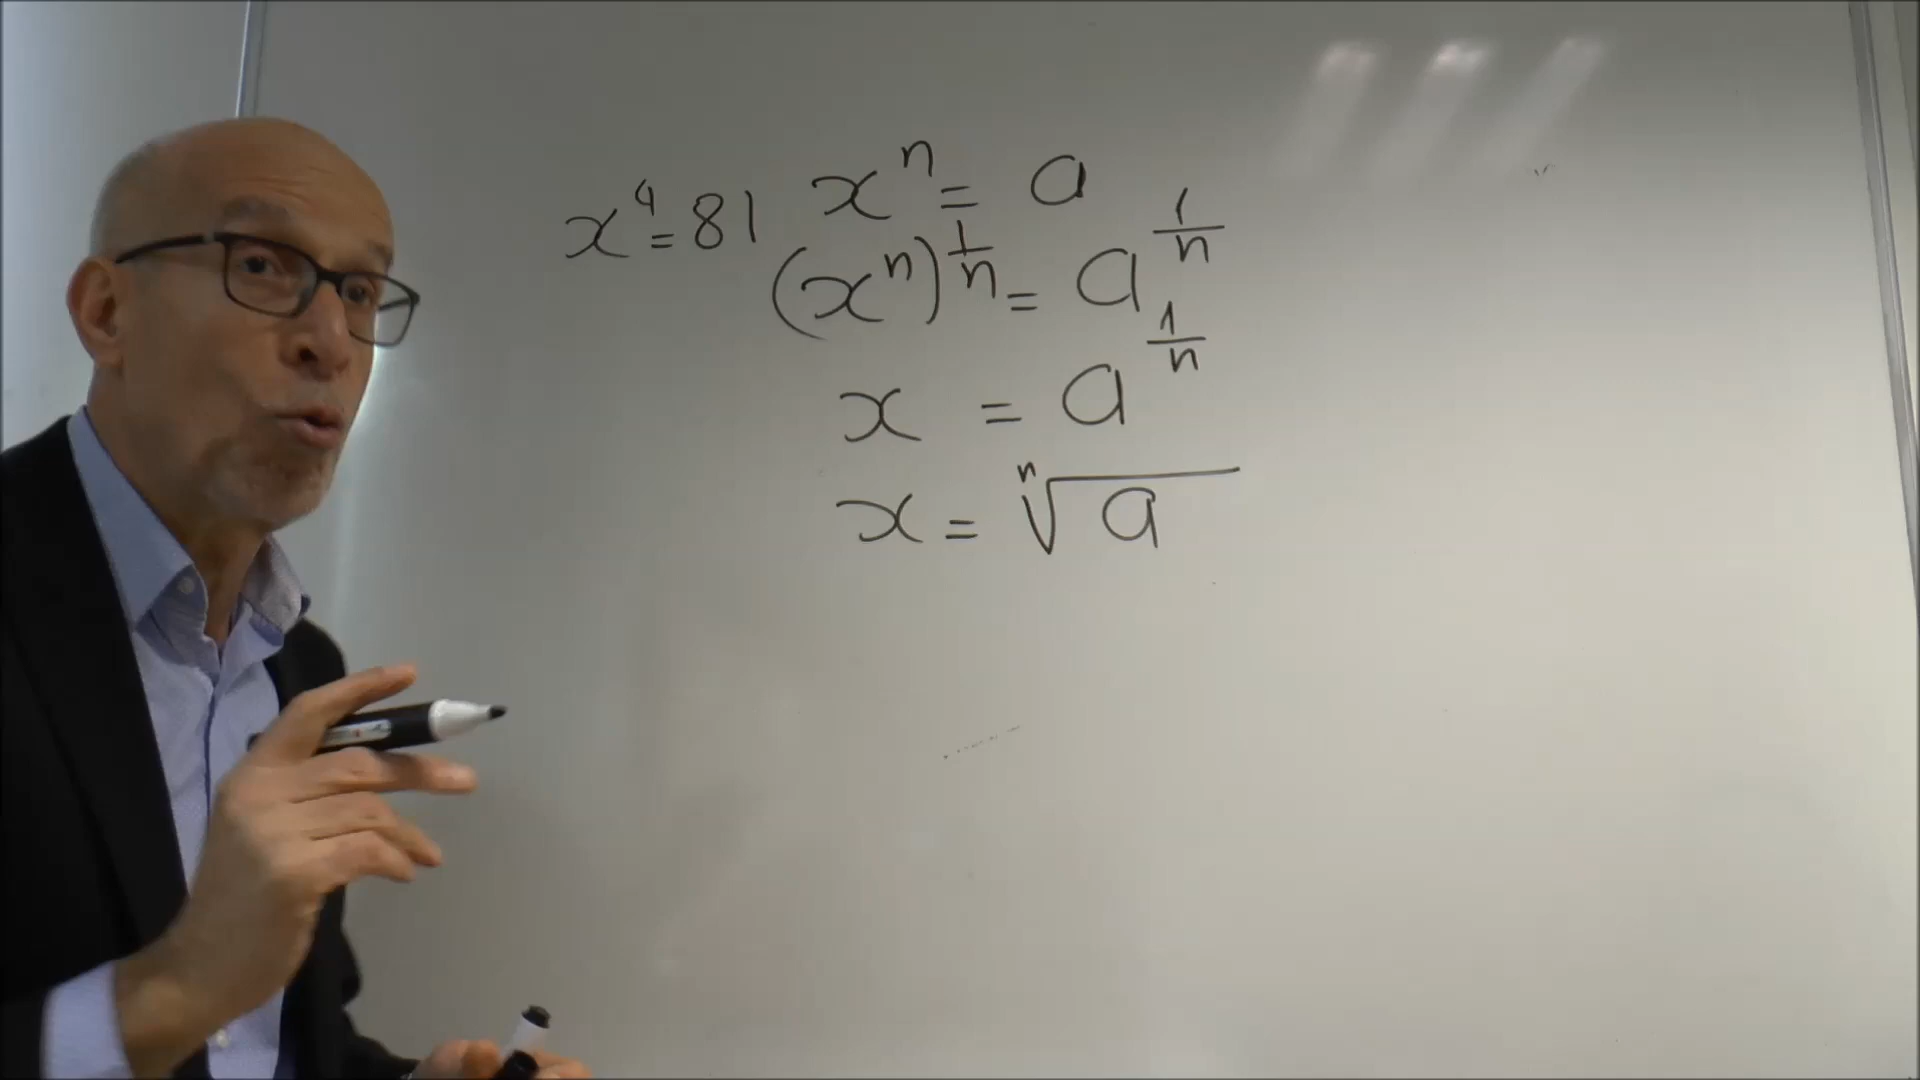 x⁴ = 81
xⁿ = a
(xⁿ)^(1/n) = a^(1/n)
x = a^(1/n)
x = ⁿ√a